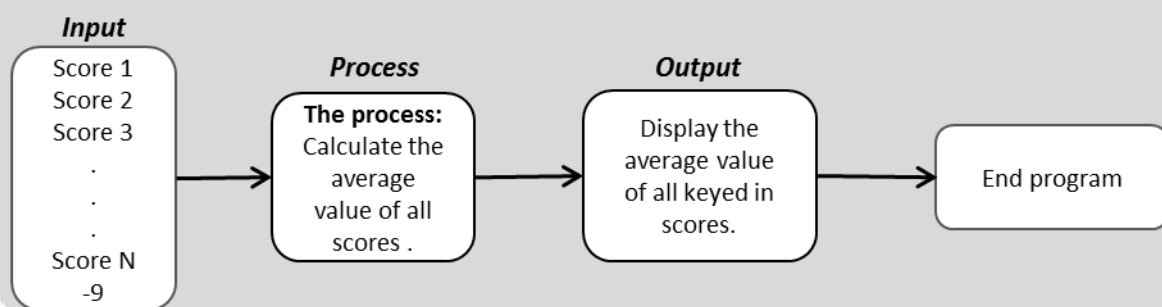 Input
Score 1
Score 2
Score 3
.
.
.
Score N
-9
Process
The process:
Calculate the
average
value of all
scores .
Output
Display the
average value
of all keyed in
scores.
End program